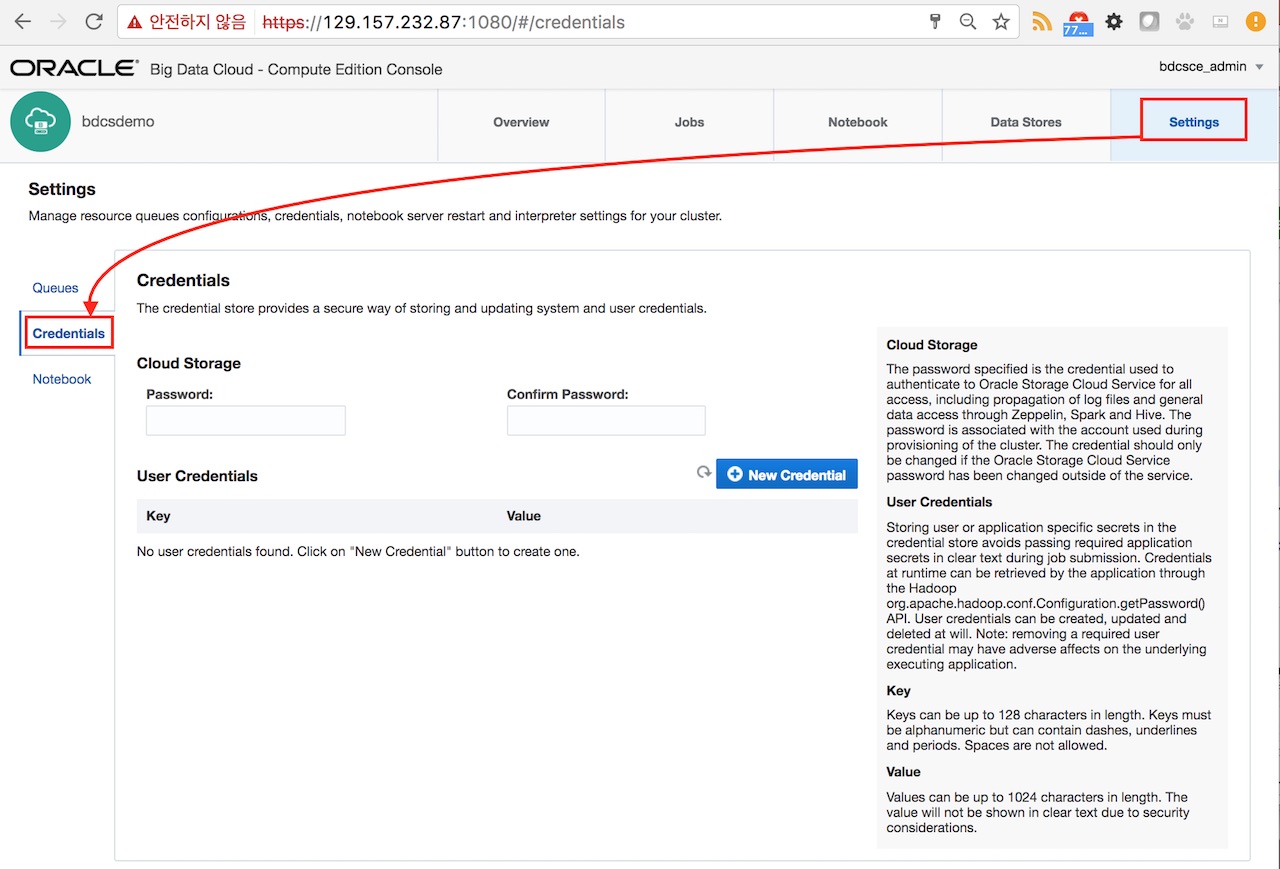 안전하지 않음 https://129.157.232.87:1080/#/credentials
77...
ORACLE® Big Data Cloud - Compute Edition Console
bdcsce_admin
bdcsdemo
Overview
Jobs
Notebook
Data Stores
Settings
Settings
Manage resource queues configurations, credentials, notebook server restart and interpreter settings for your cluster.
Queues
Credentials
Notebook
Credentials
The credential store provides a secure way of storing and updating system and user credentials.
Cloud Storage
Password:
Confirm Password:
User Credentials
New Credential
Key
Value
No user credentials found. Click on "New Credential" button to create one.
Cloud Storage
The password specified is the credential used to
authenticate to Oracle Storage Cloud Service for all
access, including propagation of log files and general
data access through Zeppelin, Spark and Hive. The
password is associated with the account used during
provisioning of the cluster. The credential should only
be changed if the Oracle Storage Cloud Service
password has been changed outside of the service.
User Credentials
Storing user or application specific secrets in the
credential store avoids passing required application
secrets in clear text during job submission. Credentials
at runtime can be retrieved by the application through
the Hadoop
org.apache.hadoop.conf.Configuration.getPassword()
API. User credentials can be created, updated and
deleted at will. Note: removing a required user
credential may have adverse affects on the underlying
executing application.
Key
Keys can be up to 128 characters in length. Keys must
be alphanumeric but can contain dashes, underlines
and periods. Spaces are not allowed.
Value
Values can be up to 1024 characters in length. The
value will not be shown in clear text due to security
considerations.